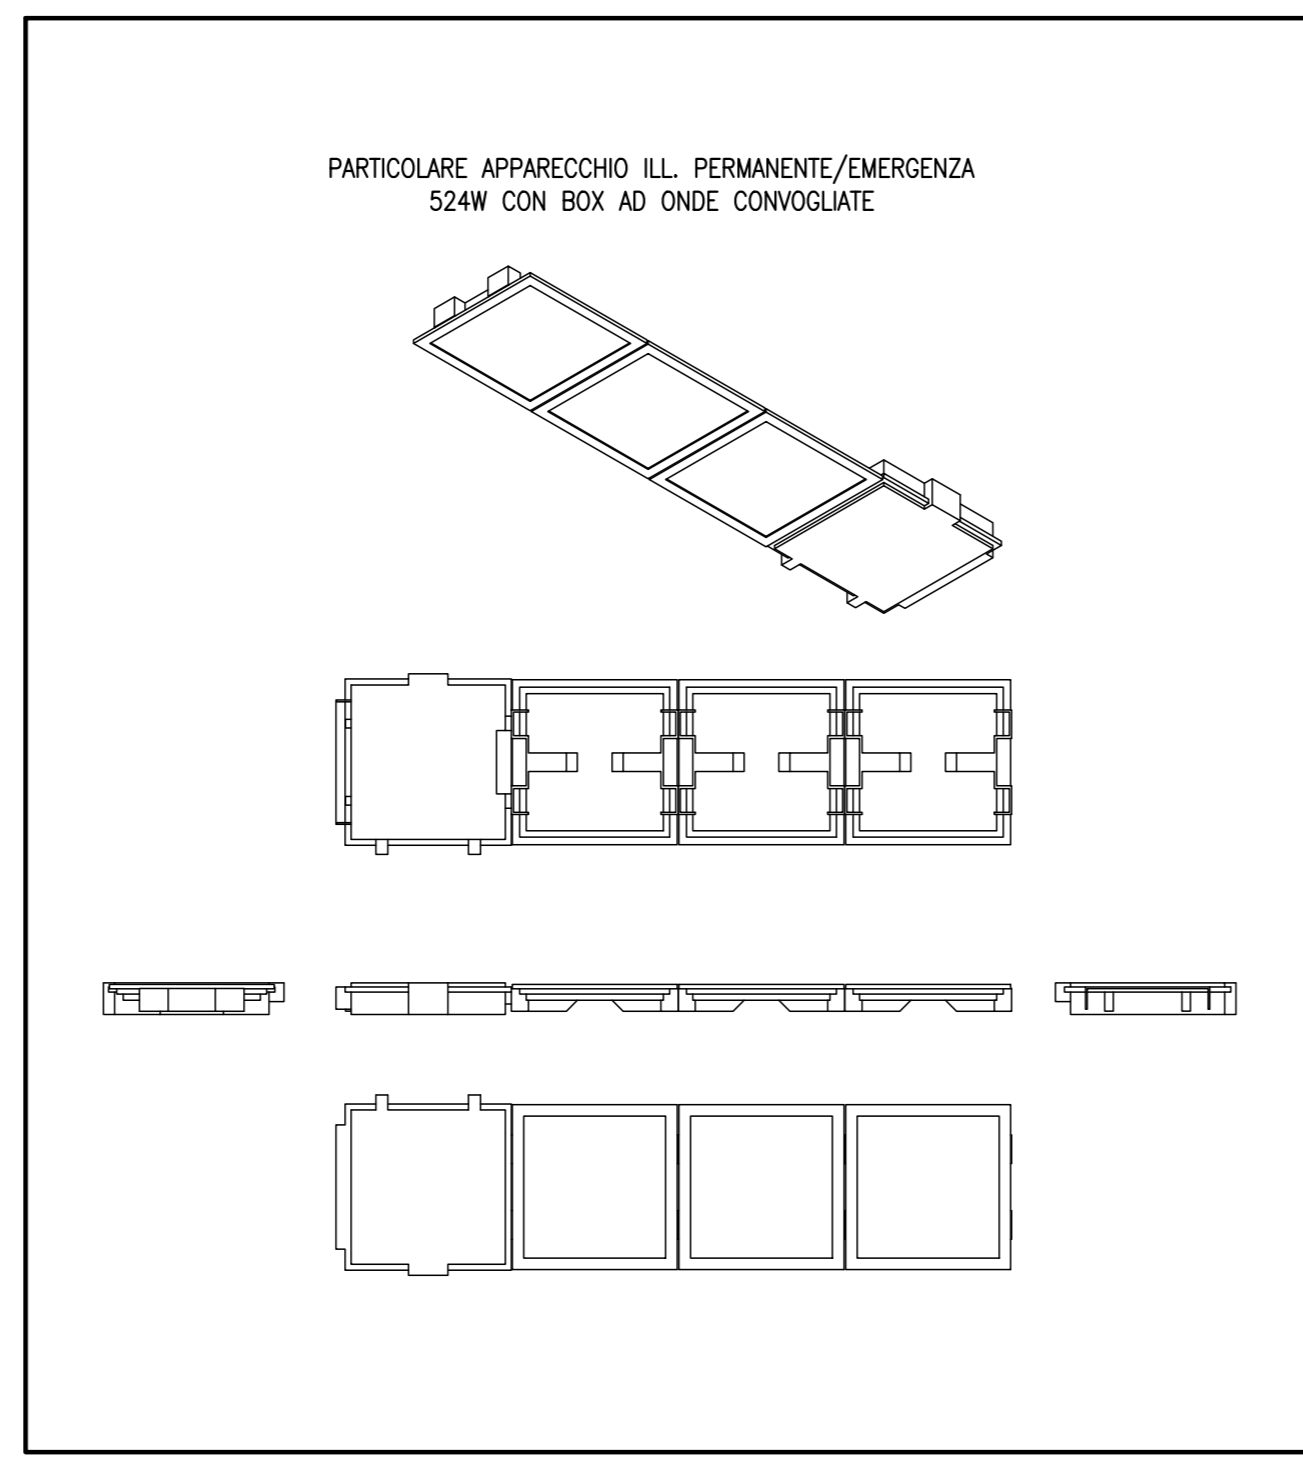 PARTICOLARE APPARECCHIO ILL. PERMANENTE/EMERGENZA
524W CON BOX AD ONDE CONVOGLIATE